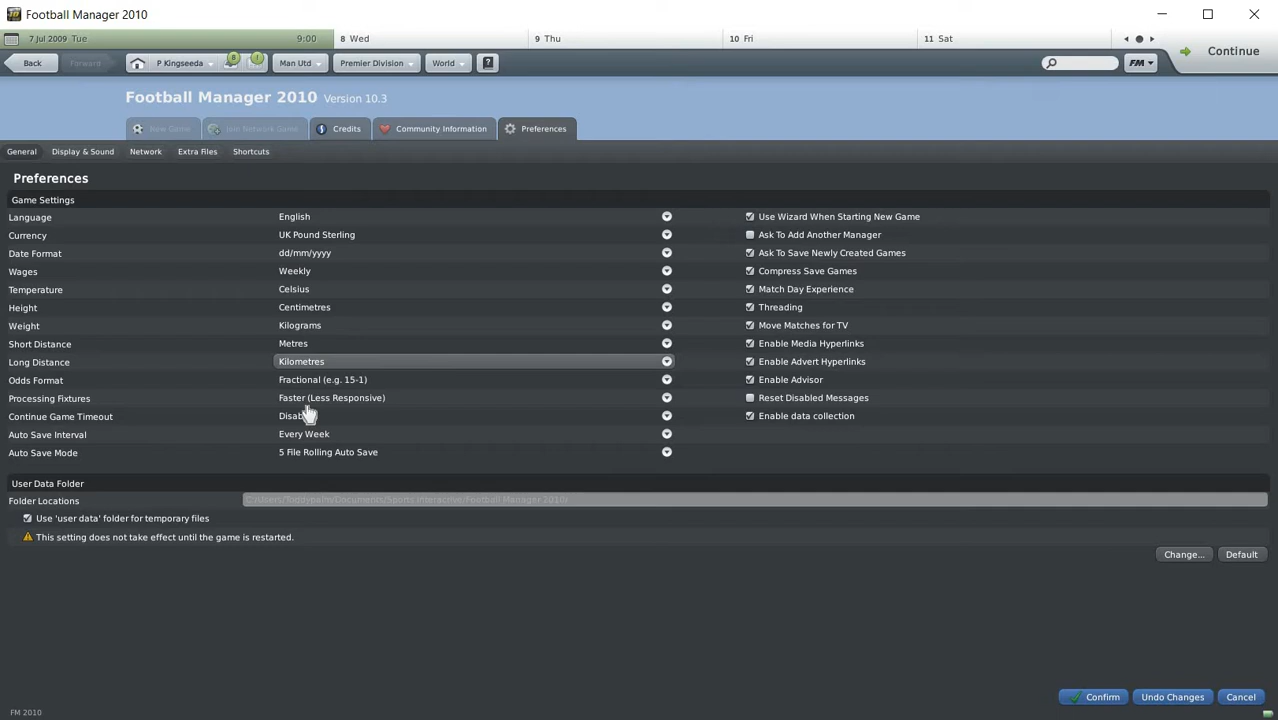 Football Manager 2010
7 Jul 2009 Tue 9:00 8 Wed 9 Thu 10 Fri 11 Sat
Continue
Back Forward P Kingseeda 8 ! Man Utd Premier Division World ? FM
Football Manager 2010 Version 10.3
New Game Join Network Game Credits Community Information Preferences
General Display & Sound Network Extra Files Shortcuts
Preferences
Game Settings
Language English Use Wizard When Starting New Game
Currency UK Pound Sterling Ask To Add Another Manager
Date Format dd/mm/yyyy Ask To Save Newly Created Games
Wages Weekly Compress Save Games
Temperature Celsius Match Day Experience
Height Centimetres Threading
Weight Kilograms Move Matches for TV
Short Distance Metres Enable Media Hyperlinks
Long Distance Kilometres Enable Advert Hyperlinks
Odds Format Fractional (e.g. 15-1) Enable Advisor
Processing Fixtures Faster (Less Responsive) Reset Disabled Messages
Continue Game Timeout Enable data collection
Auto Save Interval Every Week
Auto Save Mode 5 File Rolling Auto Save
User Data Folder
Folder Locations C:/Users/Toddypalm/Documents/Sports Interactive/Football Manager 2010/
Use 'user data' folder for temporary files
This setting does not take effect until the game is restarted.
Change... Default
Confirm Undo Changes Cancel
FM 2010